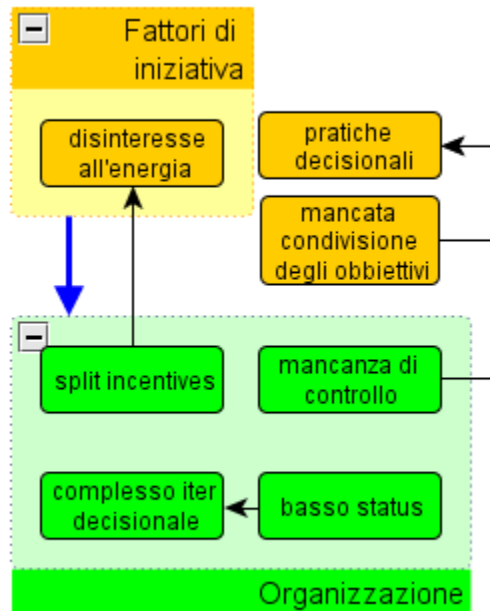 Fattori di
iniziativa
disinteresse
all'energia
pratiche
decisionali
mancata
condivisione
degli obbiettivi
split incentives
mancanza di
controllo
complesso iter
decisionale
basso status
Organizzazione